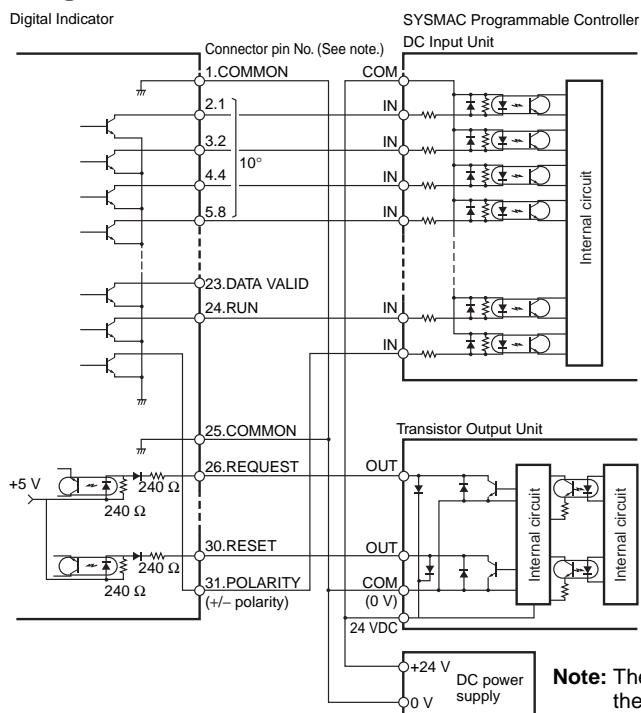 Digital Indicator
SYSMAC Programmable Controller
Connector pin No. (See note.)
DC Input Unit
1.COMMON
COM
2.1
IN
3.2
IN
10°
4.4
IN
5.8
IN
Internal circuit
23.DATA VALID
24.RUN
IN
IN
25.COMMON
Transistor Output Unit
26.REQUEST
OUT
+5 V
240 Ω
240 Ω
Internal circuit
Internal circuit
30.RESET
OUT
240 Ω
31.POLARITY
COM
240 Ω
(+/– polarity)
(0 V)
24 VDC
+24 V
DC power
supply
0 V
Note: The
the